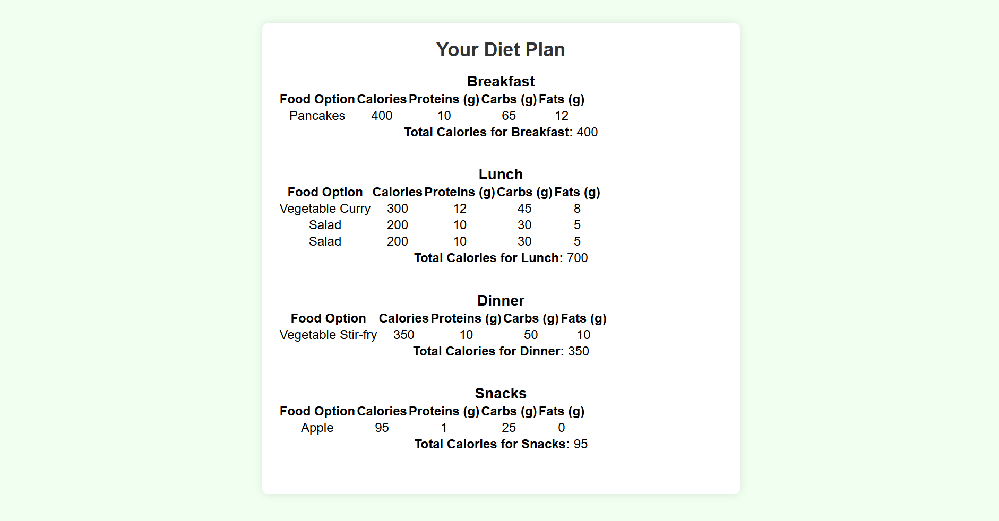 Your Diet Plan
Breakfast
Food Option Calories Proteins (g) Carbs (g) Fats (g)
Pancakes 400 10 65 12
Total Calories for Breakfast: 400
Lunch
Food Option Calories Proteins (g) Carbs (g) Fats (g)
Vegetable Curry 300 12 45 8
Salad 200 10 30 5
Salad 200 10 30 5
Total Calories for Lunch: 700
Dinner
Food Option Calories Proteins (g) Carbs (g) Fats (g)
Vegetable Stir-fry 350 10 50 10
Total Calories for Dinner: 350
Snacks
Food Option Calories Proteins (g) Carbs (g) Fats (g)
Apple 95 1 25 0
Total Calories for Snacks: 95